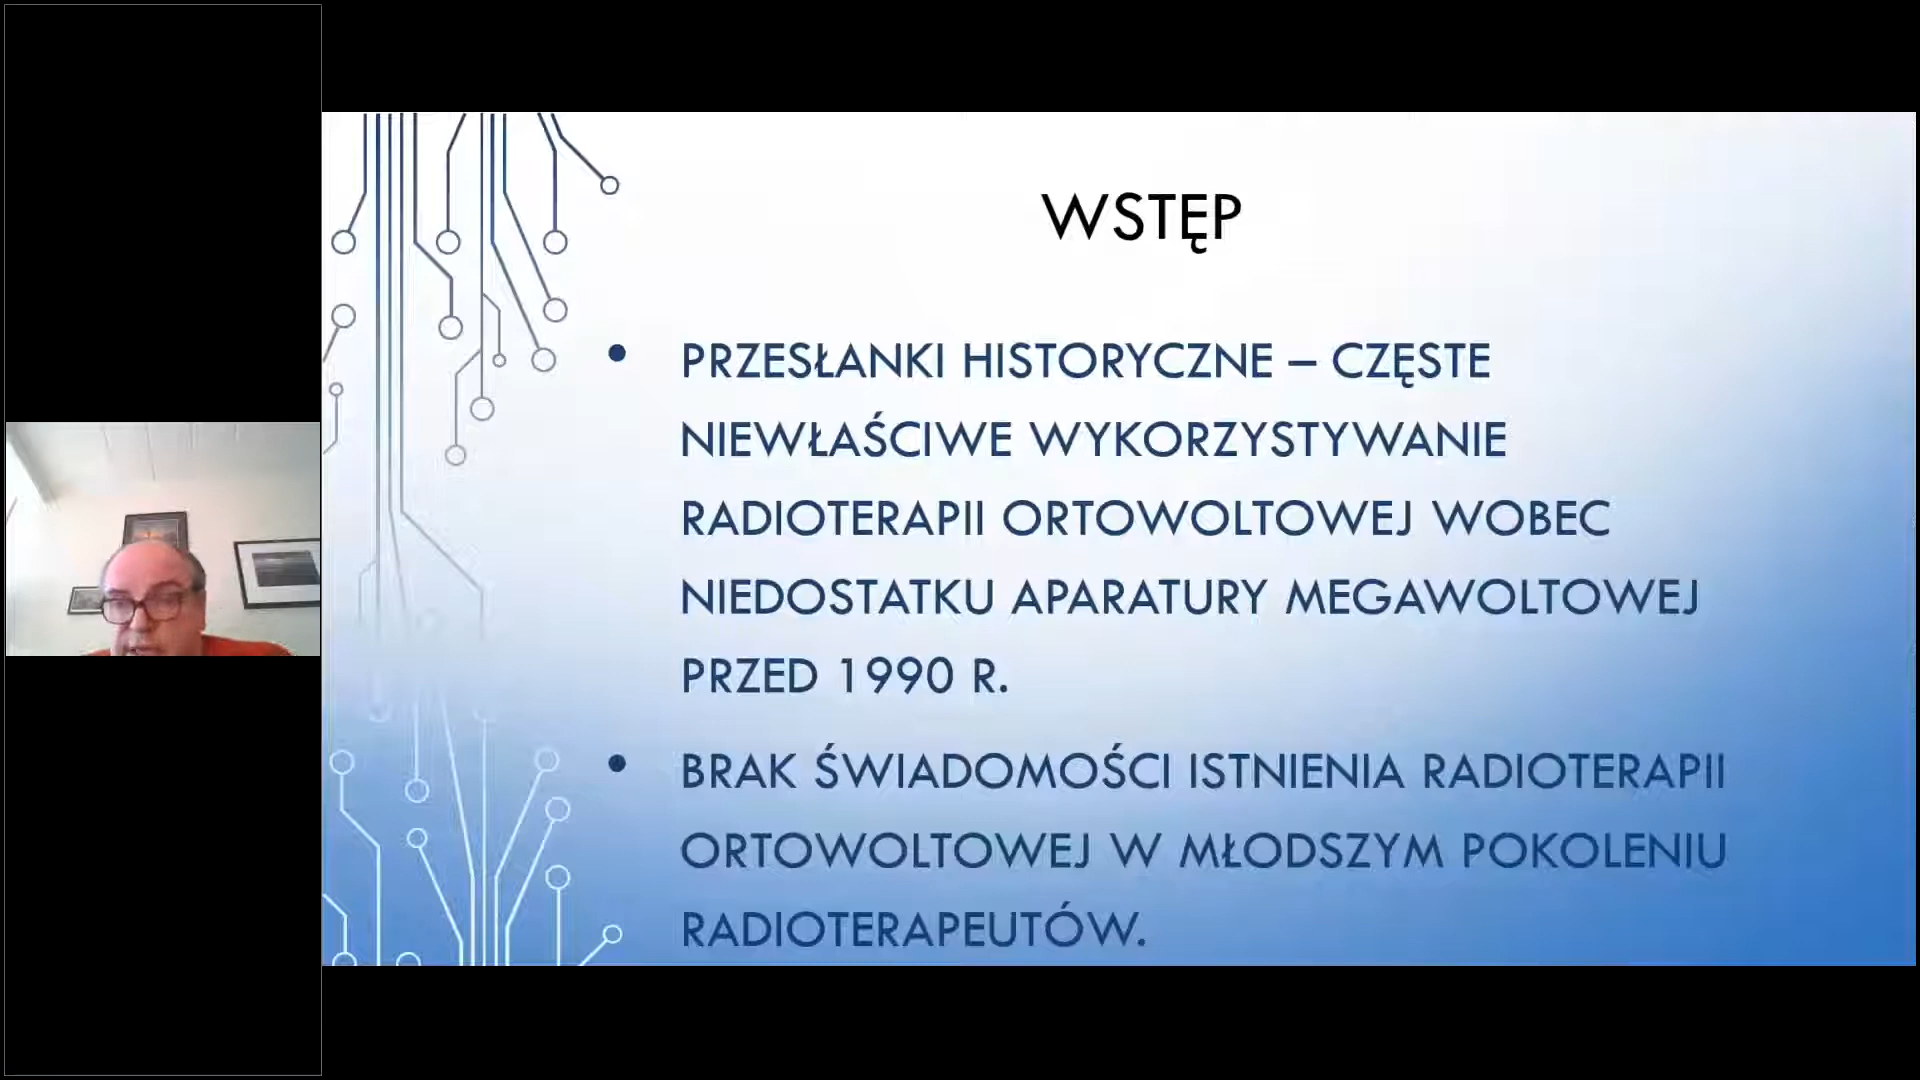 WSTĘP
• PRZESŁANKI HISTORYCZNE – CZĘSTE
NIEWŁAŚCIWE WYKORZYSTYWANIE
RADIOTERAPII ORTOWOLTOWEJ WOBEC
NIEDOSTATKU APARATURY MEGAWOLTOWEJ
PRZED 1990 R.
• BRAK ŚWIADOMOŚCI ISTNIENIA RADIOTERAPII
ORTOWOLTOWEJ W MŁODSZYM POKOLENIU
RADIOTERAPEUTÓW.